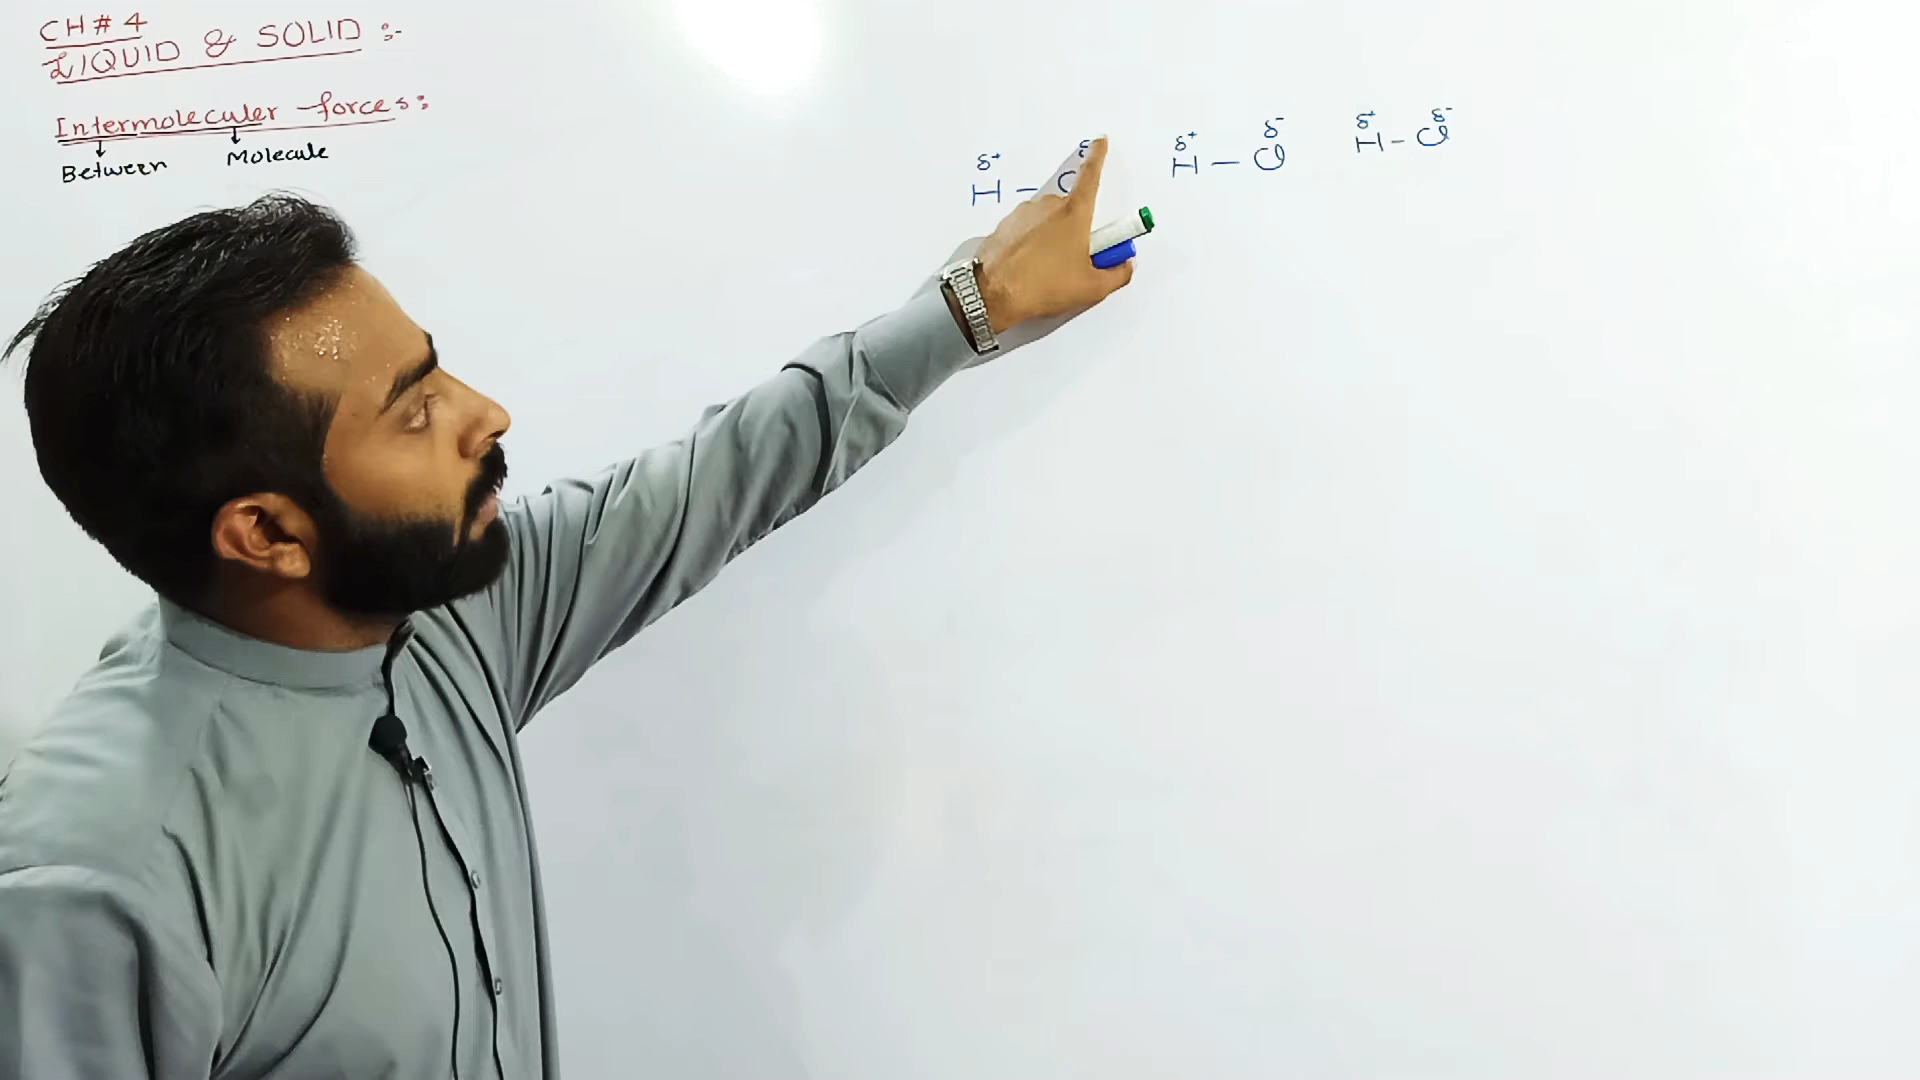 CH # 4
LIQUID & SOLID :-
Intermoleculer forces:
Between Molecule
δ+ δ- δ+ δ- δ+ δ-
H – H – Cl H – Cl